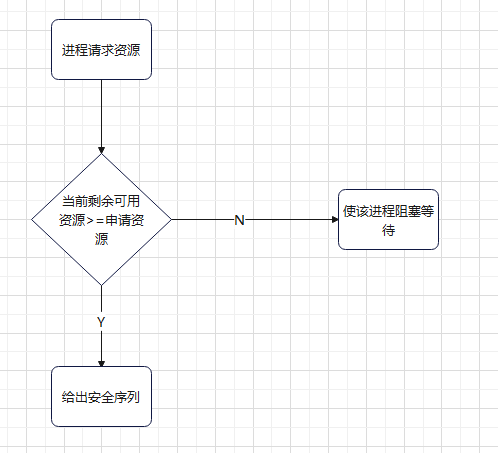 进程请求资源
当前剩余可用
资源>=申请资
源
N
使该进程阻塞等
待
Y
给出安全序列